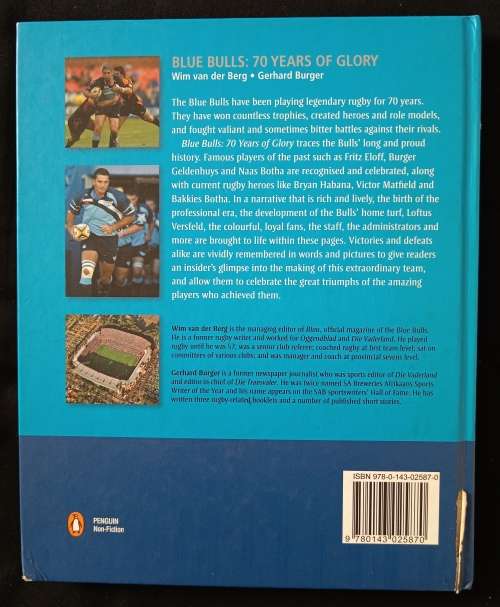 BLUE BULLS: 70 YEARS OF GLORY
Wim van der Berg • Gerhard Burger
The Blue Bulls have been playing legendary rugby for 70 years.
They have won countless trophies, created heroes and role models,
and fought valiant and sometimes bitter battles against their rivals.
Blue Bulls: 70 Years of Glory traces the Bulls' long and proud
history. Famous players of the past such as Fritz Eloff, Burger
Geldenhuys and Naas Botha are recognised and celebrated, along
with current rugby heroes like Bryan Habana, Victor Matfield and
Bakkies Botha. In a narrative that is rich and lively, the birth of the
professional era, the development of the Bulls' home turf, Loftus
Versfeld, the colourful, loyal fans, the staff, the administrators and
more are brought to life within these pages. Victories and defeats
alike are vividly remembered in words and pictures to give readers
an insider's glimpse into the making of this extraordinary team,
and allow them to celebrate the great triumphs of the amazing
players who achieved them.
Wim van der Berg is the managing editor of Blou, official magazine of the Blue Bulls.
He is a former rugby writer and worked for Oggendblad and Die Vaderland. He played
rugby until he was 47, was a senior club referee; coached rugby at first team level; sat on
committees of various clubs; and was manager and coach at provincial sevens level.
Gerhard Burger is a former newspaper journalist who was sports editor of Die Vaderland
and editor in chief of Die Transvaler. He was twice named SA Breweries Afrikaans Sports
Writer of the Year and his name appears on the SAB sportswriters' Hall of Fame. He has
written three rugby-related booklets and a number of published short stories.
ISBN 978-0-143-02587-0
9 780143 025870
PENGUIN
Non-Fiction